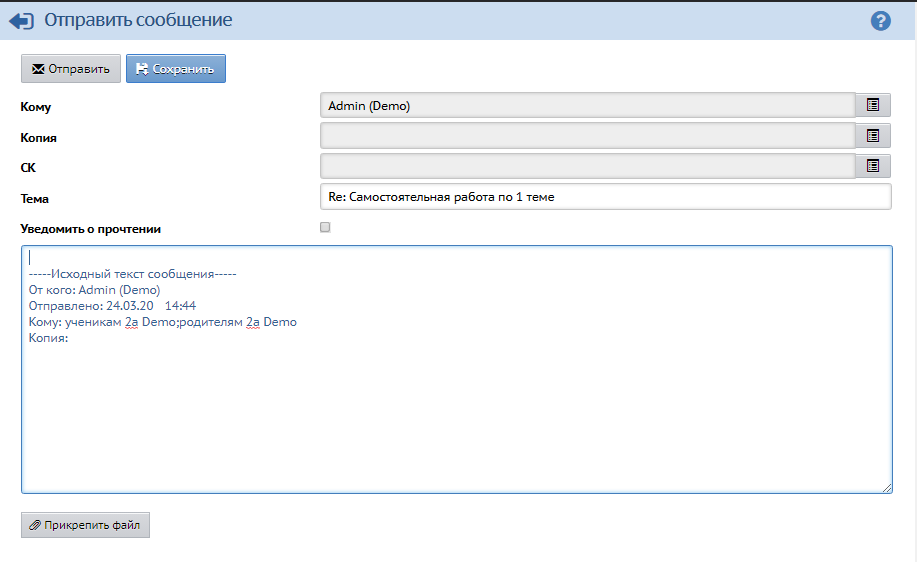 Отправить сообщение
?
Отправить Сохранить
Кому Admin (Demo)
Копия
СК
Тема Re: Самостоятельная работа по 1 теме
Уведомить о прочтении
-----Исходный текст сообщения-----
От кого: Admin (Demo)
Отправлено: 24.03.20 14:44
Кому: ученикам 2а Demo;родителям 2а Demo
Копия:
Прикрепить файл